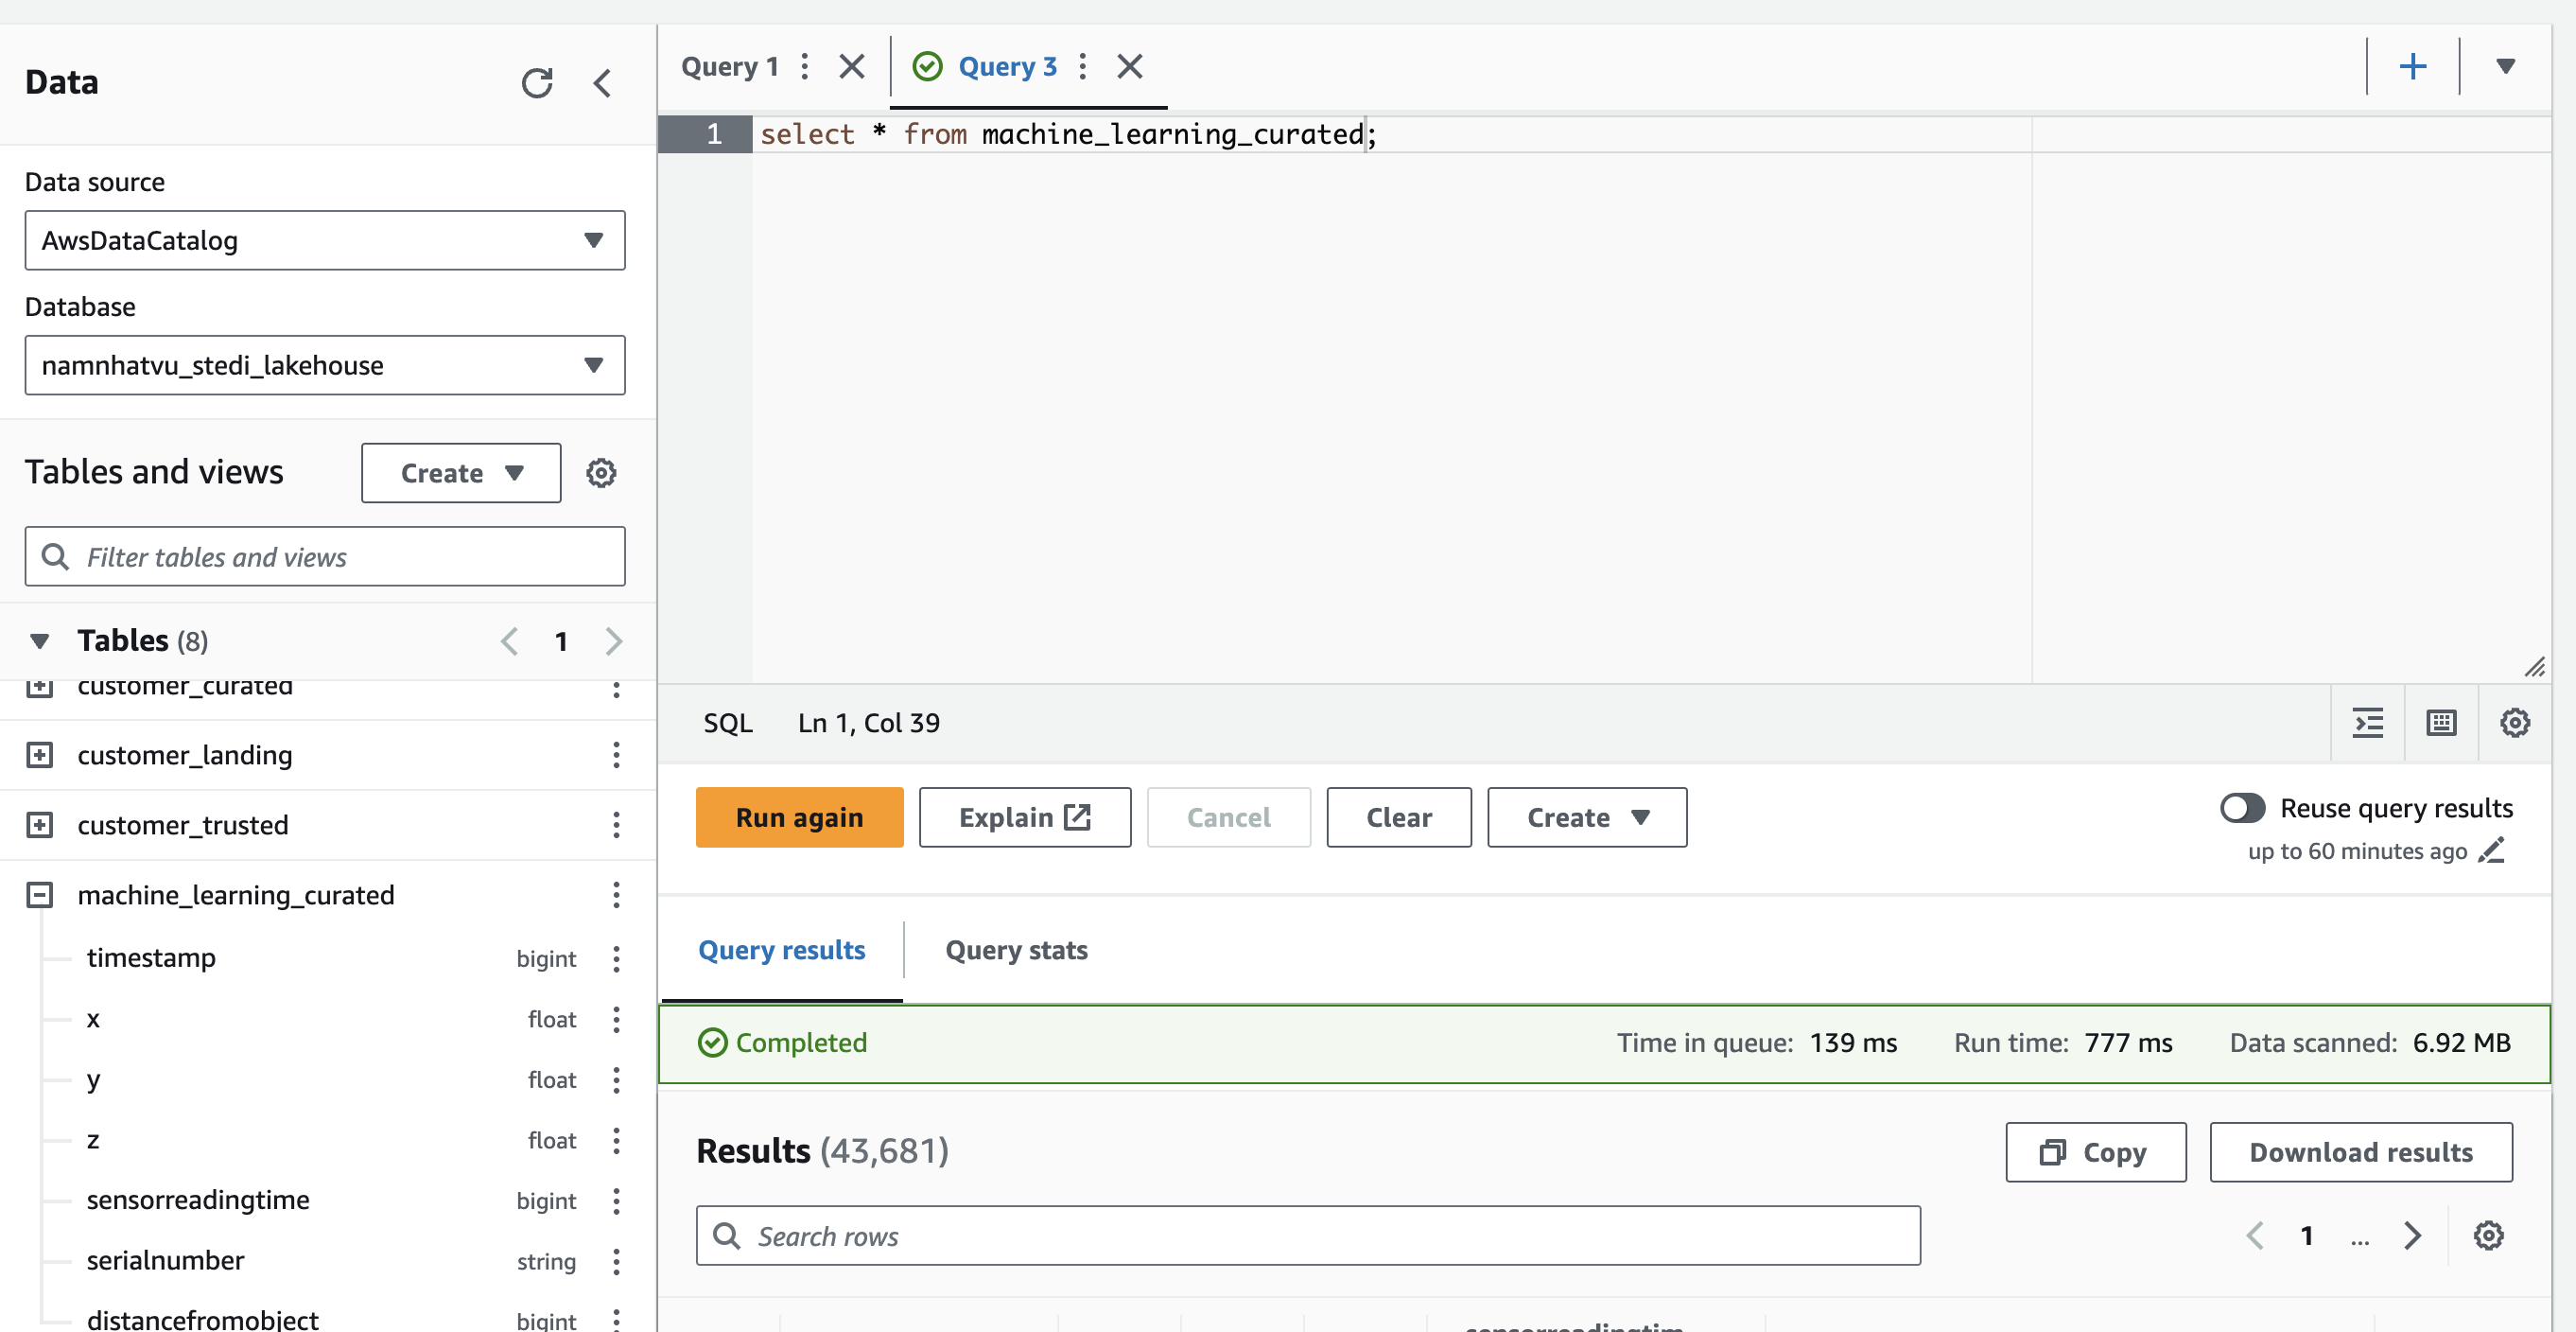 Data
Data source
AwsDataCatalog
Database
namnhatvu_stedi_lakehouse
Tables and views
Create
Filter tables and views
Tables (8)
1
customer_curated
customer_landing
customer_trusted
machine_learning_curated
timestamp bigint
x float
y float
z float
sensorreadingtime bigint
serialnumber string
distancefromobject bigint
Query 1
Query 3
1 select * from machine_learning_curated;
SQL Ln 1, Col 39
Run again
Explain
Cancel
Clear
Create
Reuse query results
up to 60 minutes ago
Query results
Query stats
Completed
Time in queue: 139 ms Run time: 777 ms Data scanned: 6.92 MB
Results (43,681)
Copy
Download results
Search rows
1 ...
sensorreadingtim